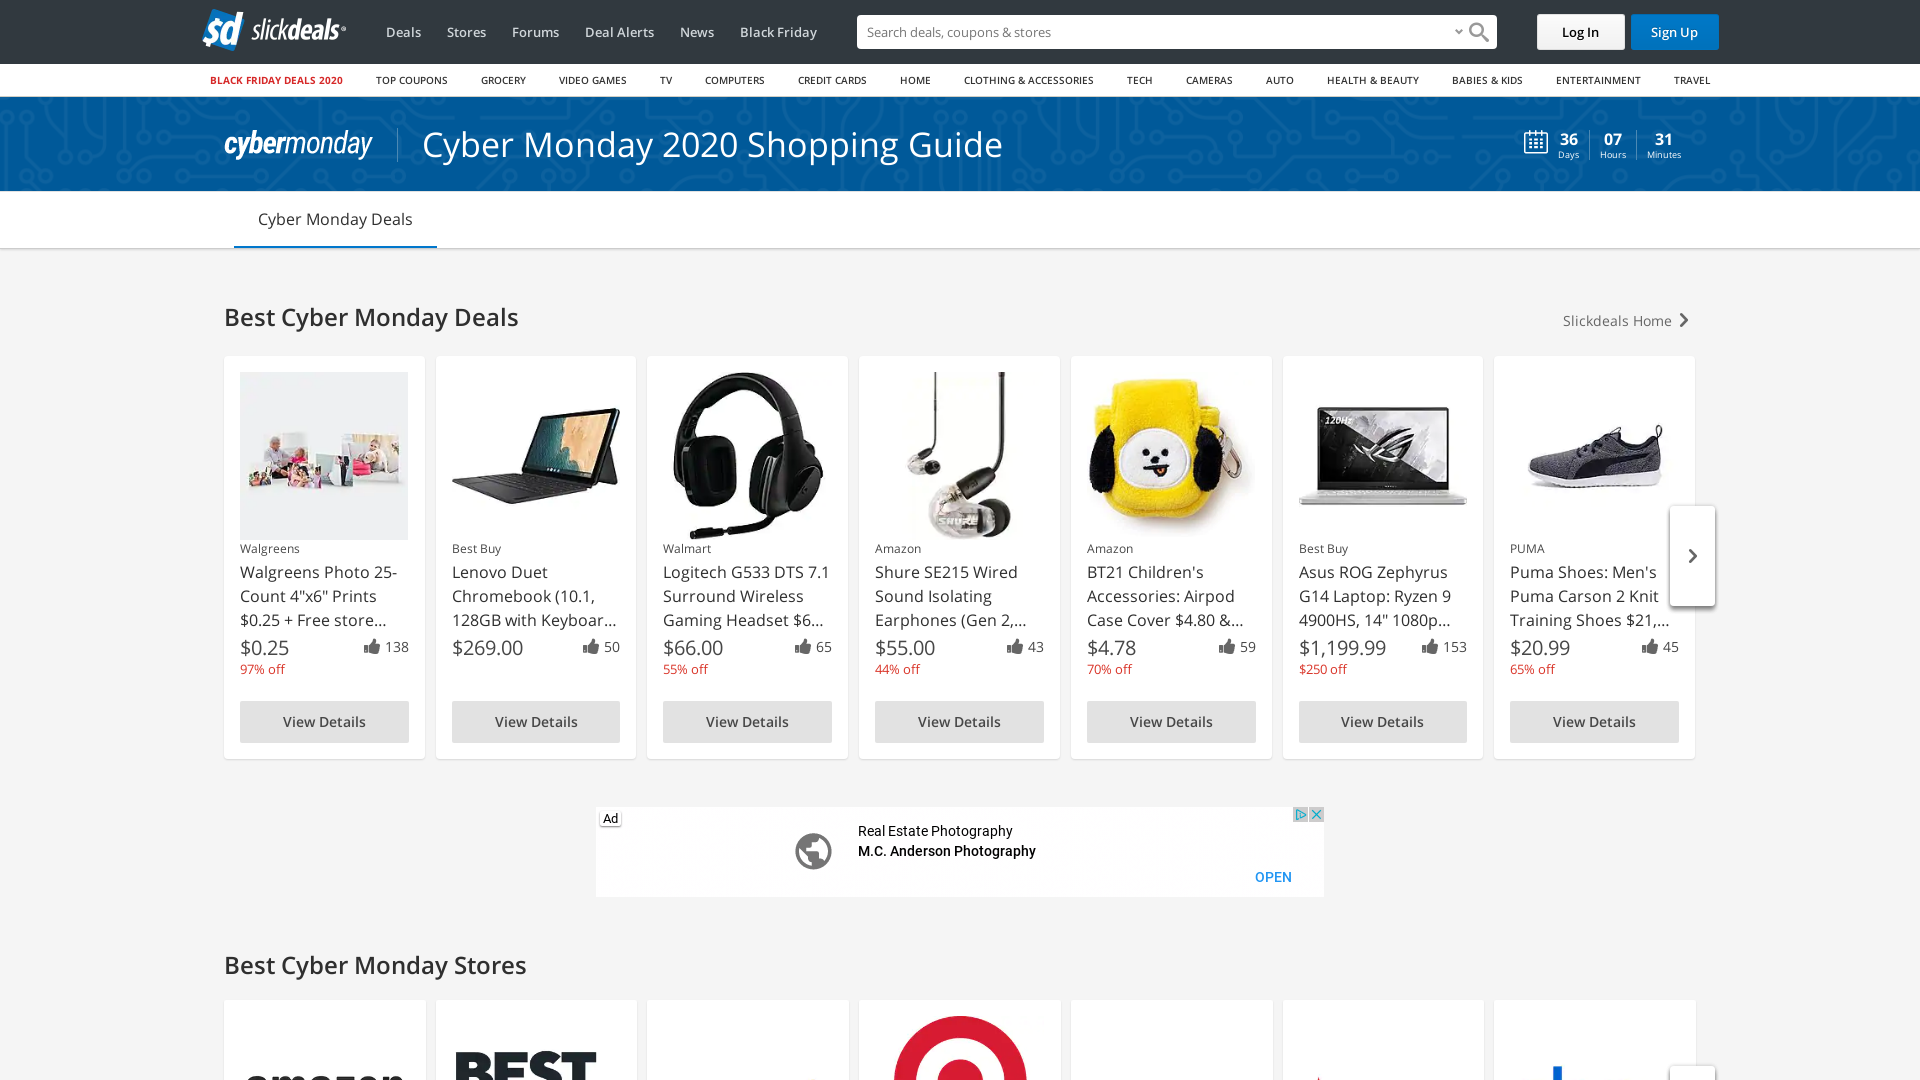 sd slickdeals®
Deals Stores Forums Deal Alerts News Black Friday
Search deals, coupons & stores
Log In Sign Up
BLACK FRIDAY DEALS 2020 TOP COUPONS GROCERY VIDEO GAMES TV COMPUTERS CREDIT CARDS HOME CLOTHING & ACCESSORIES TECH CAMERAS AUTO HEALTH & BEAUTY BABIES & KIDS ENTERTAINMENT TRAVEL
cybermonday
Cyber Monday 2020 Shopping Guide
36 07 31
Days Hours Minutes
Cyber Monday Deals
Best Cyber Monday Deals
Slickdeals Home
Walgreens
Walgreens Photo 25-
Count 4"x6" Prints
$0.25 + Free store...
$0.25 138
97% off
View Details
Best Buy
Lenovo Duet
Chromebook (10.1,
128GB with Keyboar...
$269.00 50
View Details
Walmart
Logitech G533 DTS 7.1
Surround Wireless
Gaming Headset $6...
$66.00 65
55% off
View Details
SHURE
Amazon
Shure SE215 Wired
Sound Isolating
Earphones (Gen 2,...
$55.00 43
44% off
View Details
Amazon
BT21 Children's
Accessories: Airpod
Case Cover $4.80 &...
$4.78 59
70% off
View Details
120Hz
Best Buy
Asus ROG Zephyrus
G14 Laptop: Ryzen 9
4900HS, 14" 1080p...
$1,199.99 153
$250 off
View Details
PUMA
Puma Shoes: Men's
Puma Carson 2 Knit
Training Shoes $21,...
$20.99 45
65% off
View Details
Ad
Real Estate Photography
M.C. Anderson Photography
OPEN
Best Cyber Monday Stores
amazon
BEST